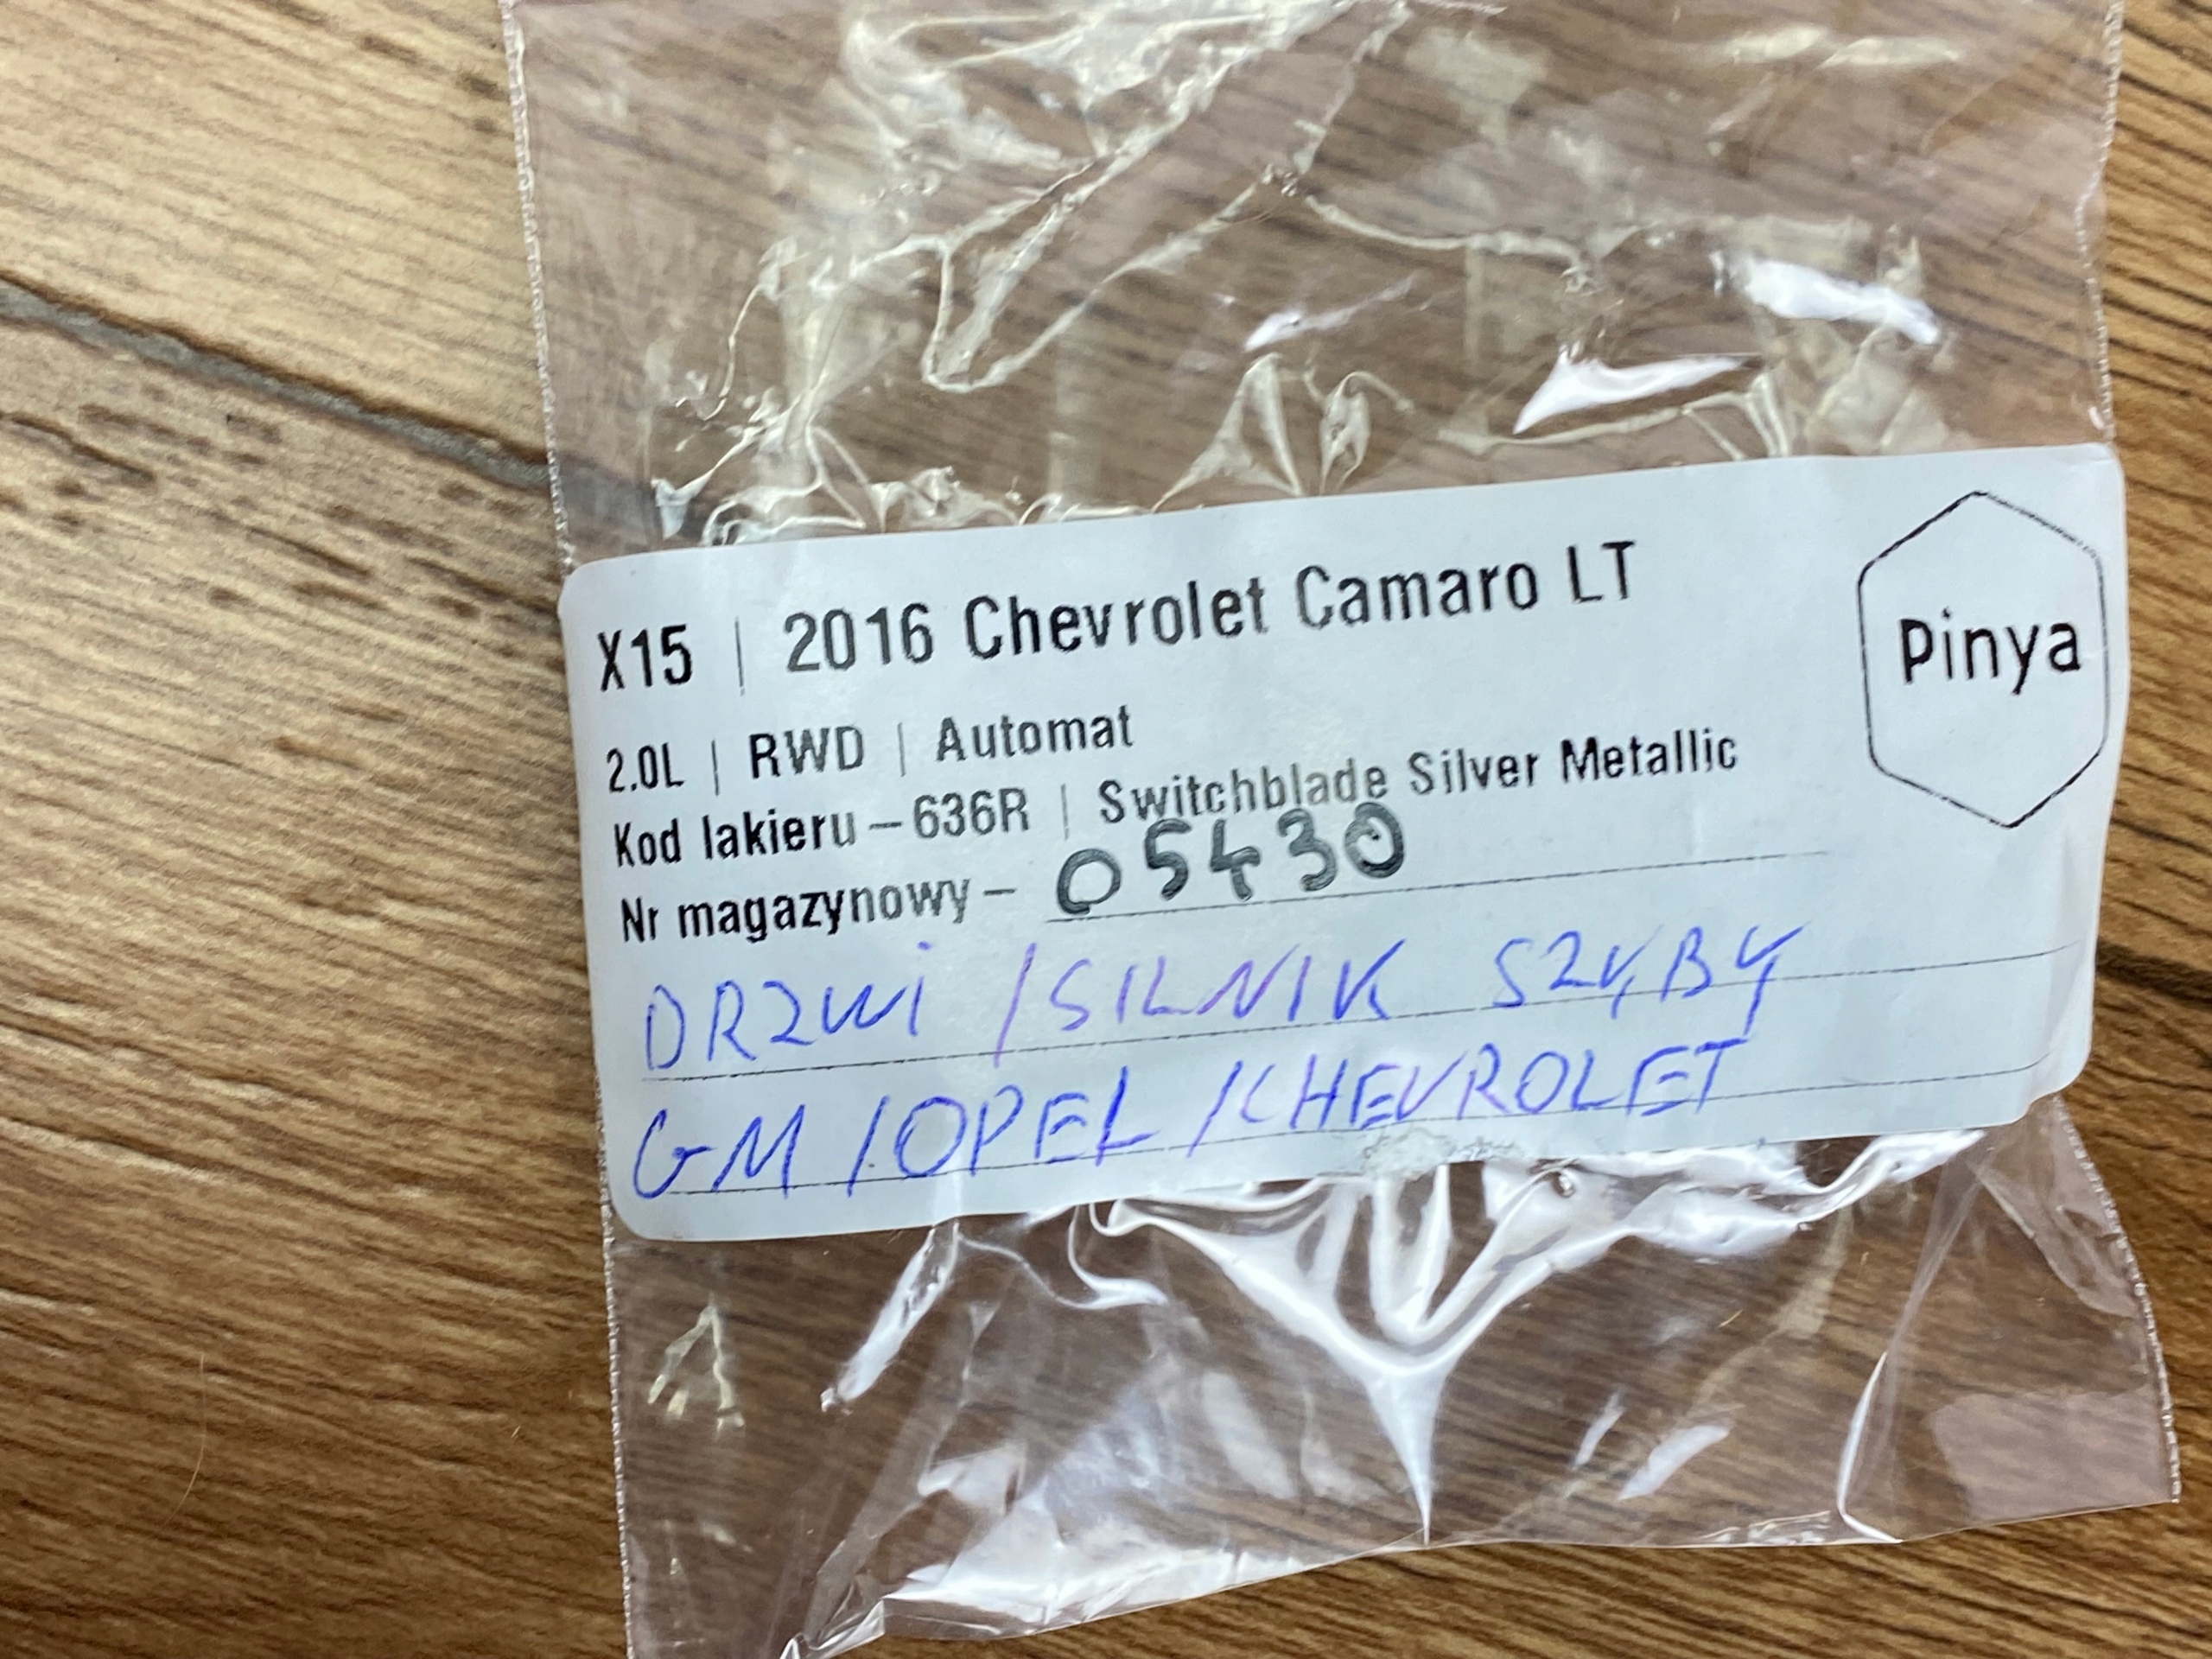 X15 | 2016 Chevrolet Camaro LT
Pinya
2.0L | RWD | Automat
Kod lakieru – 636R | Switchblade Silver Metallic
Nr magazynowy – 05430
DRZWi / SILNIK SZYBY
GM / OPEL / CHEVROLET